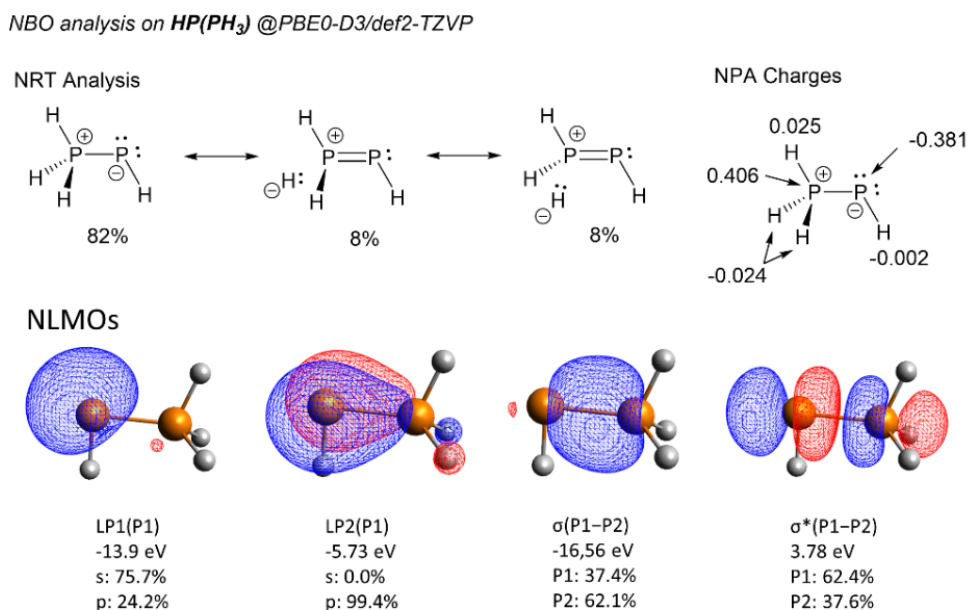 NBO analysis on HP(PH₃) @PBE0-D3/def2-TZVP
NRT Analysis
NPA Charges
H
H
H
P
⊕
P
:
:
⊖
H
82%
H
P
⊕
P
:
⊖
H
:
H
H
8%
H
P
⊕
P
:
H
H
:
⊖
H
8%
0.025
-0.381
0.406
H
P
⊕
P
:
:
⊖
H
H
H
-0.024
-0.002
NLMOs
LP1(P1)
-13.9 eV
s: 75.7%
p: 24.2%
LP2(P1)
-5.73 eV
s: 0.0%
p: 99.4%
σ(P1–P2)
-16,56 eV
P1: 37.4%
P2: 62.1%
σ*(P1–P2)
3.78 eV
P1: 62.4%
P2: 37.6%